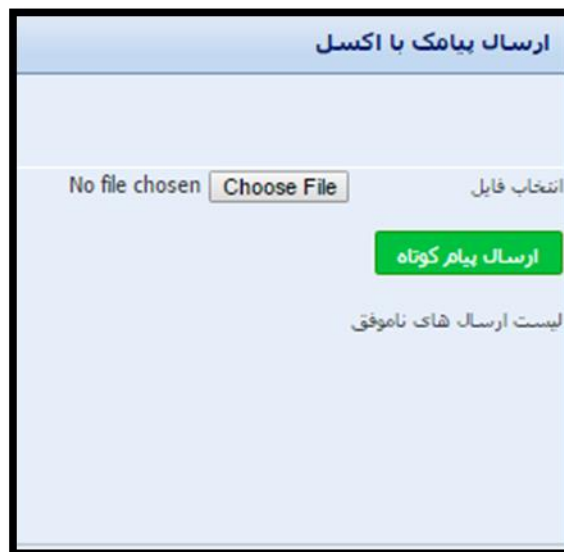 ارسال پیامک با اکسل
انتخاب فایل Choose File No file chosen
ارسال پیام کوتاه
لیست ارسال های ناموفق